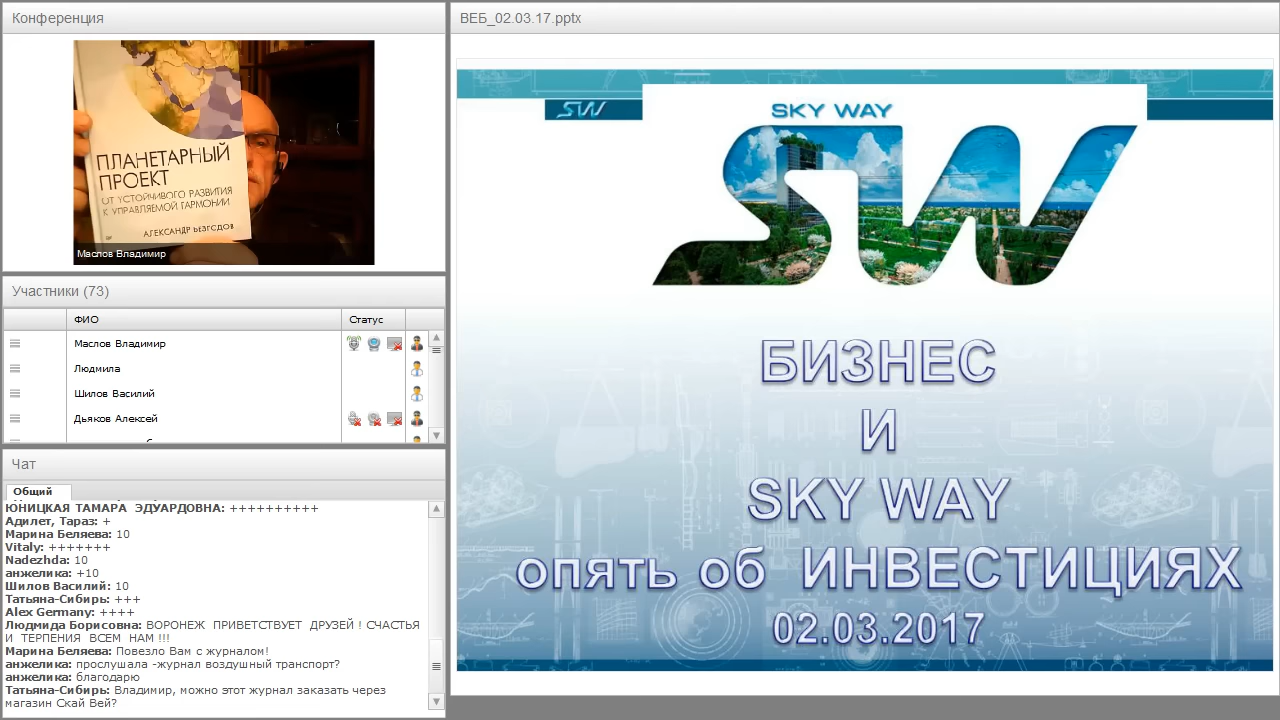 Конференция
ПЛАНЕТАРНЫЙ
ПРОЕКТ
ОТ УСТОЙЧИВОГО РАЗВИТИЯ
К УПРАВЛЯЕМОЙ ГАРМОНИИ
АЛЕКСАНДР БЕЗГОДОВ
Маслов Владимир
Участники (73)
ФИО Статус
Маслов Владимир
Людмила
Шилов Василий
Дьяков Алексей
Чат
Общий
ЮНИЦКАЯ ТАМАРА ЭДУАРДОВНА: ++++++++++
Адилет, Тараз: +
Марина Беляева: 10
Vitaly: +++++++
Nadezhda: 10
анжелика: +10
Шилов Василий: 10
Татьяна-Сибирь: +++
Alex Germany: ++++
Людмида Борисовна: ВОРОНЕЖ ПРИВЕТСТВУЕТ ДРУЗЕЙ ! СЧАСТЬЯ
И ТЕРПЕНИЯ ВСЕМ НАМ !!!
Марина Беляева: Повезло Вам с журналом!
анжелика: прослушала -журнал воздушный транспорт?
анжелика: благодарю
Татьяна-Сибирь: Владимир, можно этот журнал заказать через
магазин Скай Вей?
ВЕБ_02.03.17.pptx
SW
SKY WAY
SW
БИЗНЕС
И
SKY WAY
опять об ИНВЕСТИЦИЯХ
02.03.2017